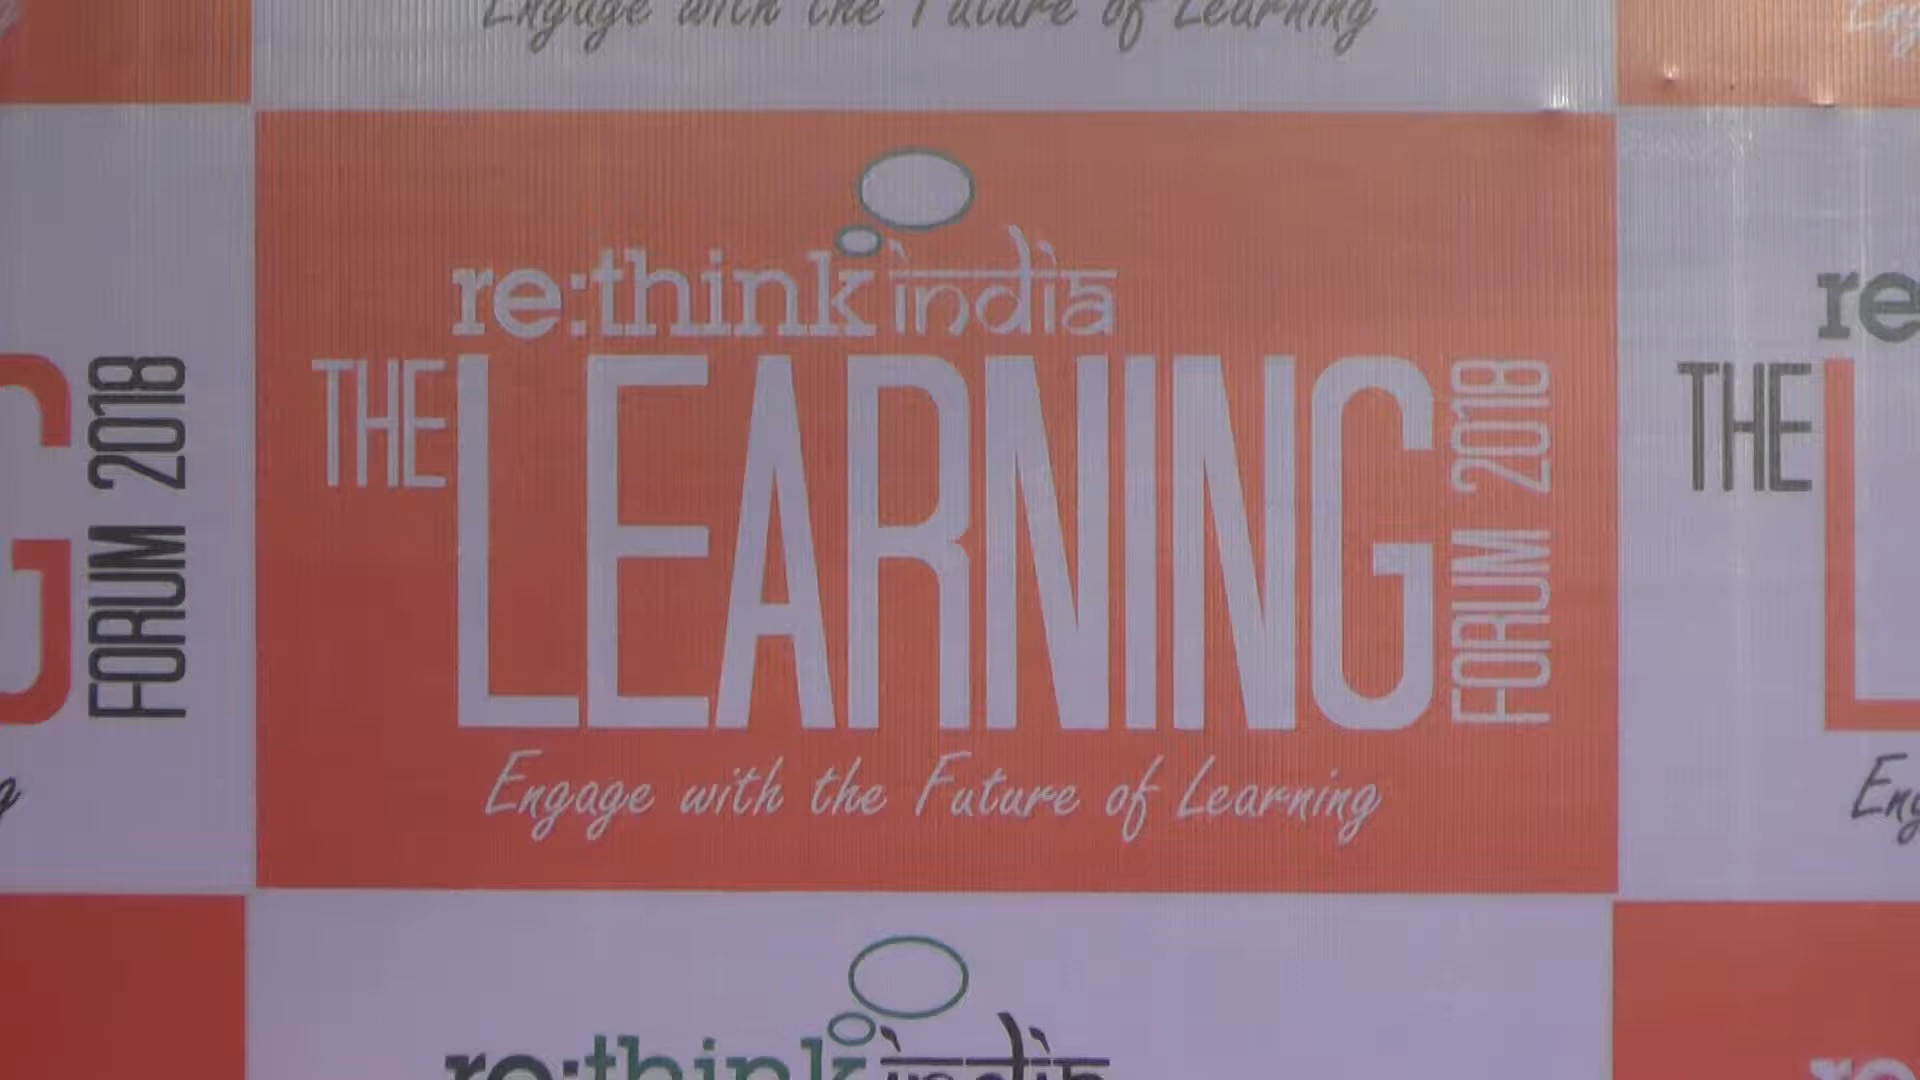 Engage with the Future of Learning
re:think india
THE LEARNING FORUM 2018
Engage with the Future of Learning
FORUM 2018
G
re
THE
L
Eng
re:think india